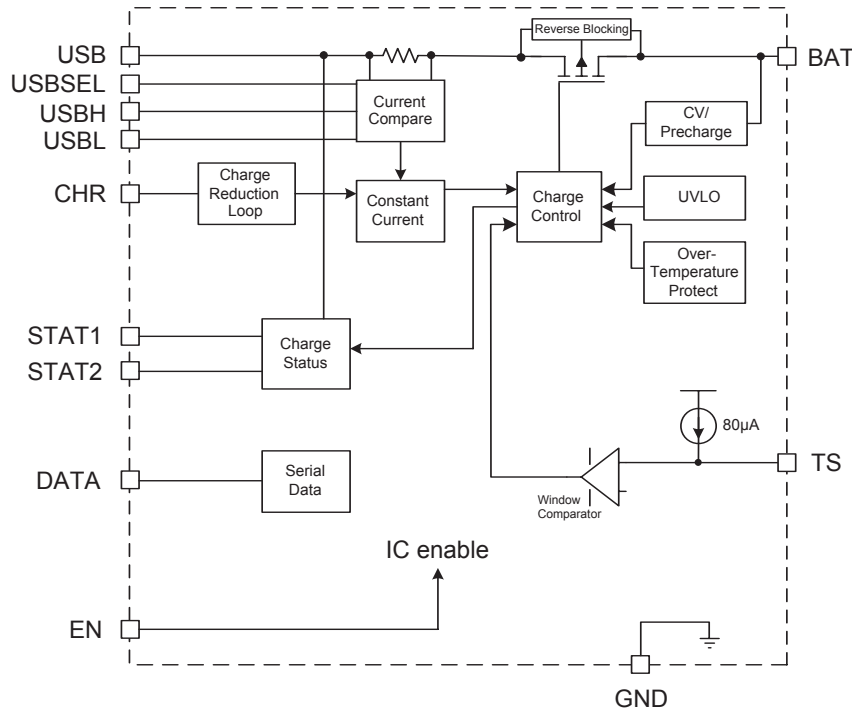 Reverse Blocking
USB
BAT
USBSEL
USBH
USBL
Current
Compare
CV/
Precharge
CHR
Charge
Reduction
Loop
Constant
Current
Charge
Control
UVLO
Over-
Temperature
Protect
STAT1
STAT2
Charge
Status
80µA
TS
DATA
Serial
Data
Window
Comparator
IC enable
EN
GND